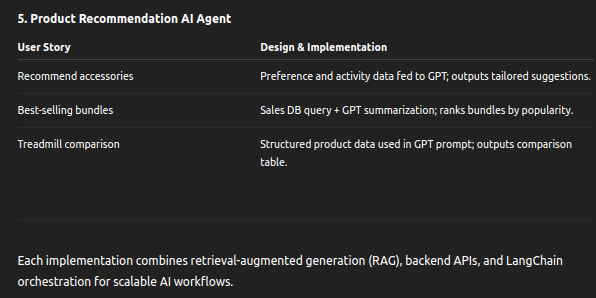 5. Product Recommendation AI Agent
User Story Design & Implementation
Recommend accessories Preference and activity data fed to GPT; outputs tailored suggestions.
Best-selling bundles Sales DB query + GPT summarization; ranks bundles by popularity.
Treadmill comparison Structured product data used in GPT prompt; outputs comparison
table.
Each implementation combines retrieval-augmented generation (RAG), backend APIs, and LangChain
orchestration for scalable AI workflows.